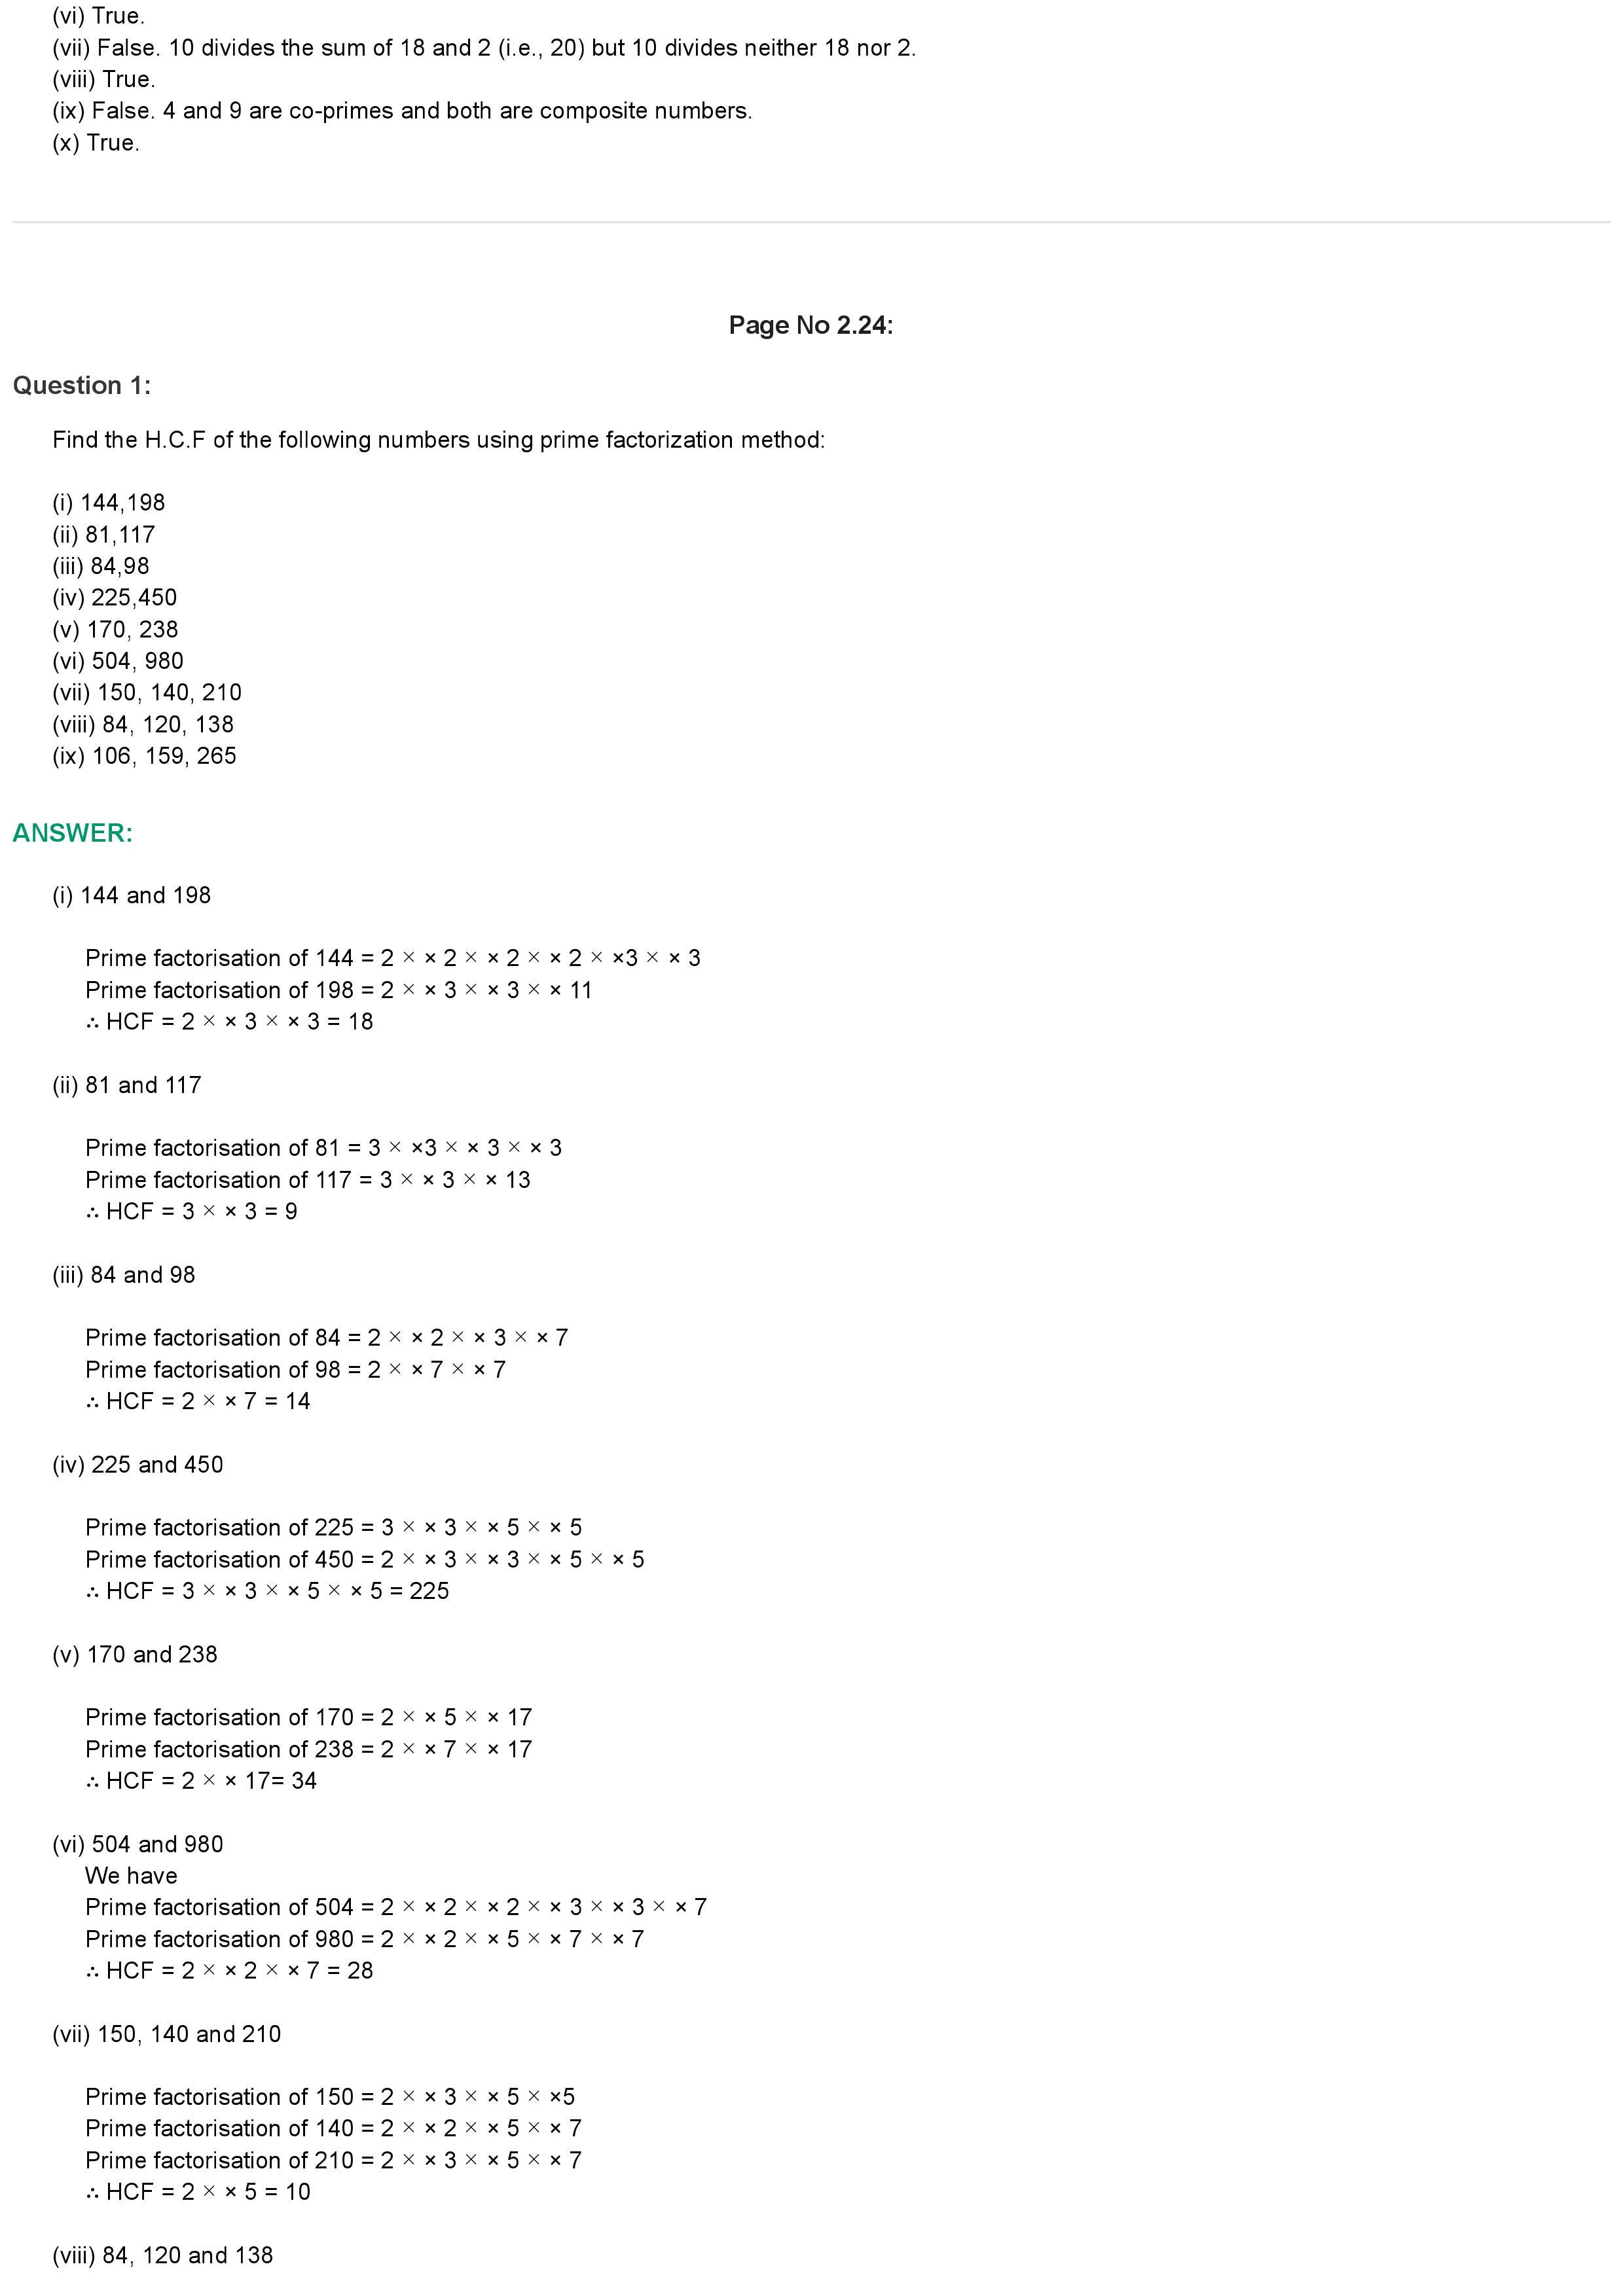 (vi) True.
(vii) False. 10 divides the sum of 18 and 2 (i.e., 20) but 10 divides neither 18 nor 2.
(viii) True.
(ix) False. 4 and 9 are co-primes and both are composite numbers.
(x) True.
Page No 2.24:
Question 1:
Find the H.C.F of the following numbers using prime factorization method:
(i) 144,198
(ii) 81,117
(iii) 84,98
(iv) 225,450
(v) 170, 238
(vi) 504, 980
(vii) 150, 140, 210
(viii) 84, 120, 138
(ix) 106, 159, 265
ANSWER:
(i) 144 and 198
Prime factorisation of 144 = 2 × × 2 × × 2 × × 2 × ×3 × × 3
Prime factorisation of 198 = 2 × × 3 × × 3 × × 11
∴ HCF = 2 × × 3 × × 3 = 18
(ii) 81 and 117
Prime factorisation of 81 = 3 × ×3 × × 3 × × 3
Prime factorisation of 117 = 3 × × 3 × × 13
∴ HCF = 3 × × 3 = 9
(iii) 84 and 98
Prime factorisation of 84 = 2 × × 2 × × 3 × × 7
Prime factorisation of 98 = 2 × × 7 × × 7
∴ HCF = 2 × × 7 = 14
(iv) 225 and 450
Prime factorisation of 225 = 3 × × 3 × × 5 × × 5
Prime factorisation of 450 = 2 × × 3 × × 3 × × 5 × × 5
∴ HCF = 3 × × 3 × × 5 × × 5 = 225
(v) 170 and 238
Prime factorisation of 170 = 2 × × 5 × × 17
Prime factorisation of 238 = 2 × × 7 × × 17
∴ HCF = 2 × × 17= 34
(vi) 504 and 980
We have
Prime factorisation of 504 = 2 × × 2 × × 2 × × 3 × × 3 × × 7
Prime factorisation of 980 = 2 × × 2 × × 5 × × 7 × × 7
∴ HCF = 2 × × 2 × × 7 = 28
(vii) 150, 140 and 210
Prime factorisation of 150 = 2 × × 3 × × 5 × ×5
Prime factorisation of 140 = 2 × × 2 × × 5 × × 7
Prime factorisation of 210 = 2 × × 3 × × 5 × × 7
∴ HCF = 2 × × 5 = 10
(viii) 84, 120 and 138